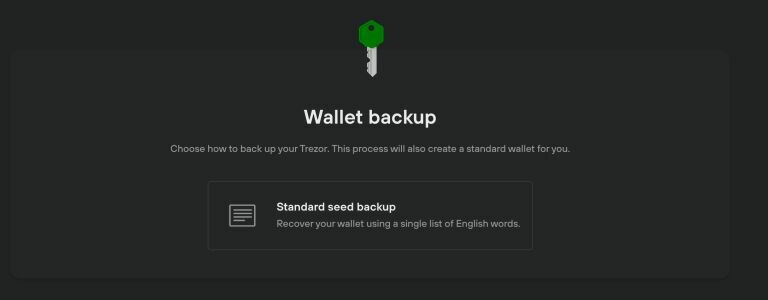 Wallet backup
Choose how to back up your Trezor. This process will also create a standard wallet for you.
Standard seed backup
Recover your wallet using a single list of English words.